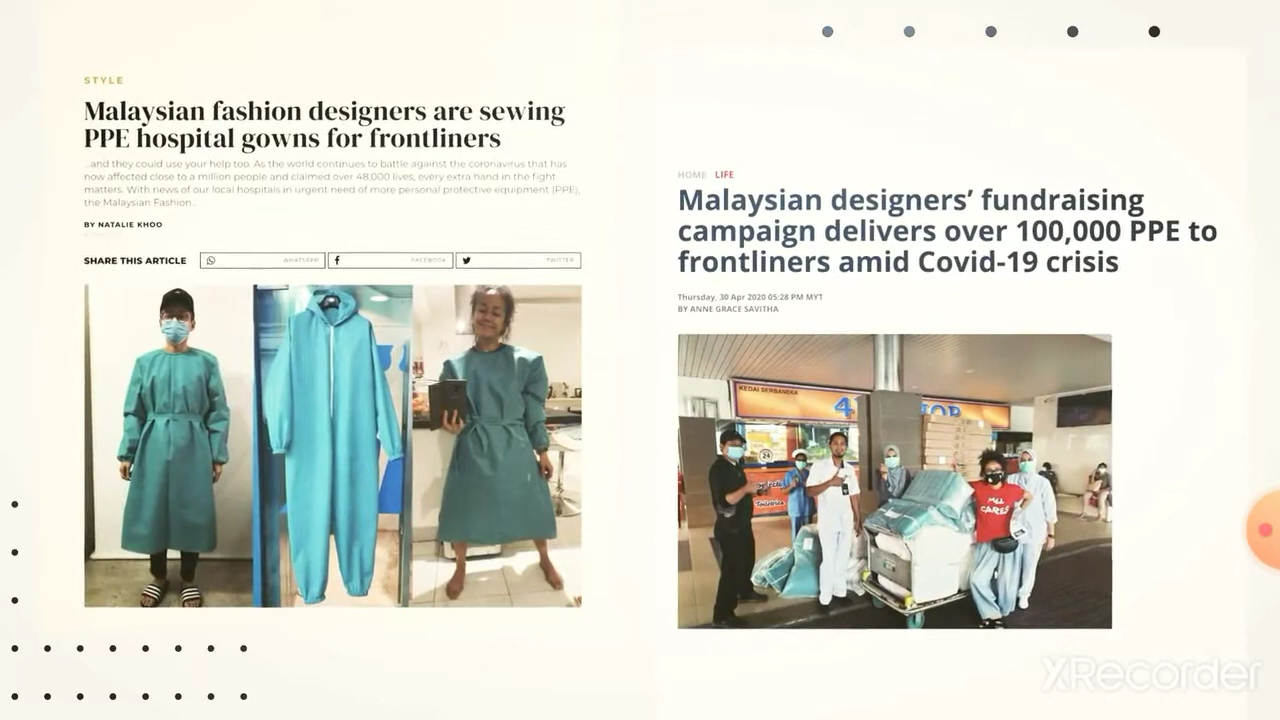 STYLE
Malaysian fashion designers are sewing
PPE hospital gowns for frontliners
...and they could use your help too. As the world continues to battle against the coronavirus that has
now affected close to a million people and claimed over 48,000 lives, every extra hand in the fight
matters. With news of our local hospitals in urgent need of more personal protective equipment (PPE),
the Malaysian Fashion...
BY NATALIE KHOO
SHARE THIS ARTICLE WHATSAPP FACEBOOK TWITTER
HOME LIFE
Malaysian designers’ fundraising
campaign delivers over 100,000 PPE to
frontliners amid Covid-19 crisis
Thursday, 30 Apr 2020 05:28 PM MYT
BY ANNE GRACE SAVITHA
KEDAI SERBANEKA
4
TOP
24
Toiletries
M&L
CARES
XRecorder